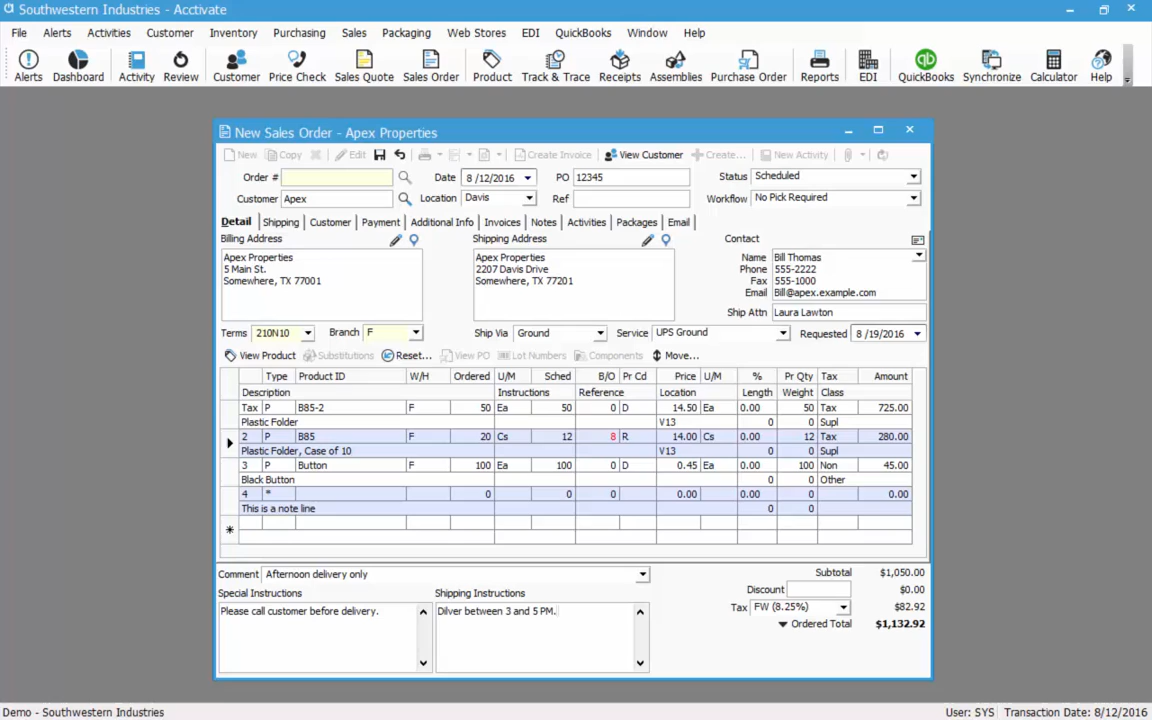 Southwestern Industries - Acctivate
File Alerts Activities Customer Inventory Purchasing Sales Packaging Web Stores EDI QuickBooks Window Help
Alerts Dashboard Activity Review Customer Price Check Sales Quote Sales Order Product Track & Trace Receipts Assemblies Purchase Order Reports EDI QuickBooks Synchronize Calculator Help
New Sales Order - Apex Properties
New Copy Edit Create Invoice View Customer Create... New Activity
Order # Date 8 /12/2016 PO 12345 Status Scheduled
Customer Apex Location Davis Ref Workflow No Pick Required
Detail Shipping Customer Payment Additional Info Invoices Notes Activities Packages Email
Billing Address Shipping Address Contact
Apex Properties Apex Properties Name Bill Thomas
5 Main St. 2207 Davis Drive Phone 555-2222
Somewhere, TX 77001 Somewhere, TX 77201 Fax 555-1000
Email Bill@apex.example.com
Ship Attn Laura Lawton
Terms 210N10 Branch F Ship Via Ground Service UPS Ground Requested 8 /19/2016
View Product Substitutions Reset... View PO Lot Numbers Components Move...
Type Product ID W/H Ordered U/M Sched B/O Pr Cd Price U/M % Pr Qty Tax Amount
Description Instructions Reference Location Length Weight Class
Tax P B85-2 F 50 Ea 50 0 D 14.50 Ea 0.00 50 Tax 725.00
Plastic Folder V13 0 0 Supl
2 P B85 F 20 Cs 12 8 R 14.00 Cs 0.00 12 Tax 280.00
Plastic Folder, Case of 10 V13 0 0 Supl
3 P Button F 100 Ea 100 0 D 0.45 Ea 0.00 100 Non 45.00
Black Button 0 0 Other
4 * 0 0 0 0.00 0.00 0 0.00
This is a note line 0 0
*
Comment Afternoon delivery only Subtotal $1,050.00
Special Instructions Shipping Instructions Discount $0.00
Please call customer before delivery. Dilver between 3 and 5 PM. Tax FW (8.25%) $82.92
Ordered Total $1,132.92
Demo - Southwestern Industries User: SYS Transaction Date: 8/12/2016